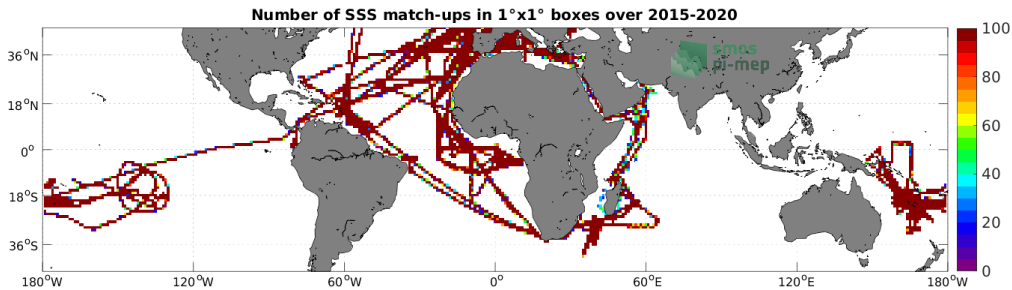 Number of SSS match-ups in 1°x1° boxes over 2015-2020
smos
pi-mep
36°N
18°N
0°
18°S
36°S
180°W
120°W
60°W
0°
60°E
120°E
180°W
100
80
60
40
20
0